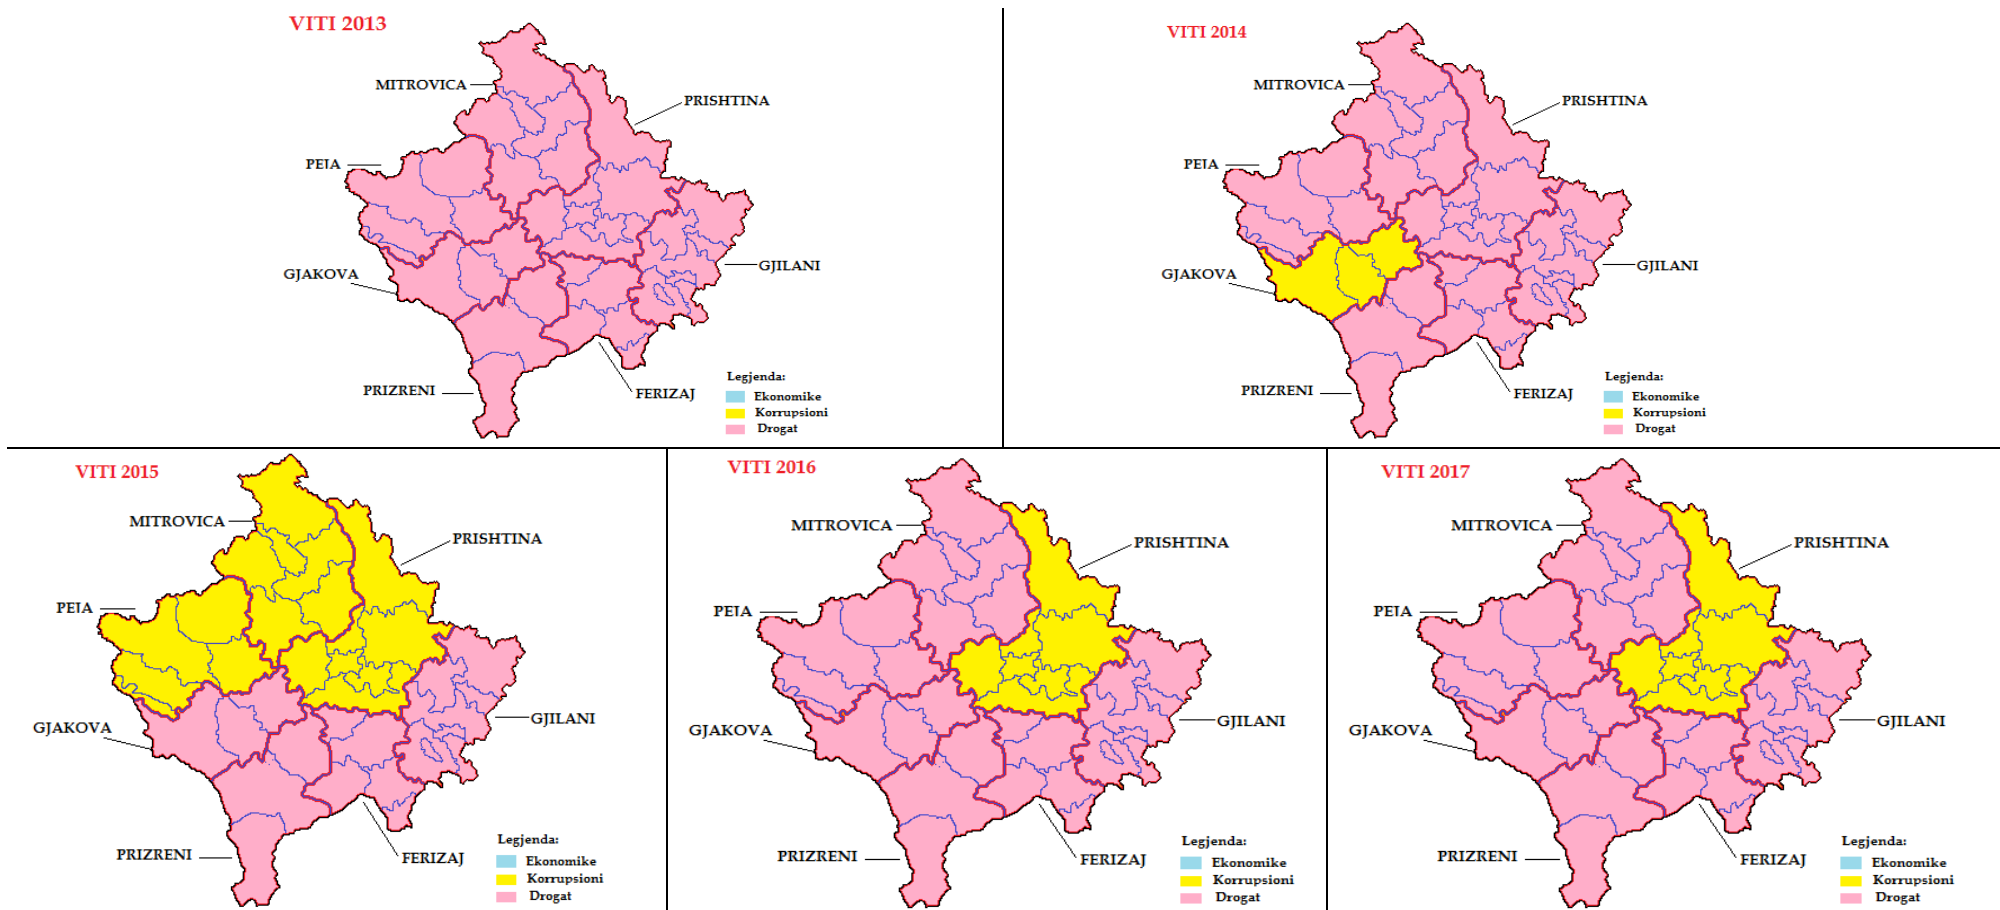 VITI 2013
MITROVICA
PRISHTINA
PEJA
GJAKOVA
GJILANI
PRIZRENI
FERIZAJ
Legjenda:
Ekonomike
Korrupsioni
Drogat
VITI 2014
MITROVICA
PRISHTINA
PEJA
GJAKOVA
GJILANI
PRIZRENI
FERIZAJ
Legjenda:
Ekonomike
Korrupsioni
Drogat
VITI 2015
MITROVICA
PRISHTINA
PEJA
GJAKOVA
GJILANI
PRIZRENI
FERIZAJ
Legjenda:
Ekonomike
Korrupsioni
Drogat
VITI 2016
MITROVICA
PRISHTINA
PEJA
GJAKOVA
GJILANI
PRIZRENI
FERIZAJ
Legjenda:
Ekonomike
Korrupsioni
Drogat
VITI 2017
MITROVICA
PRISHTINA
PEJA
GJAKOVA
GJILANI
PRIZRENI
FERIZAJ
Legjenda:
Ekonomike
Korrupsioni
Drogat